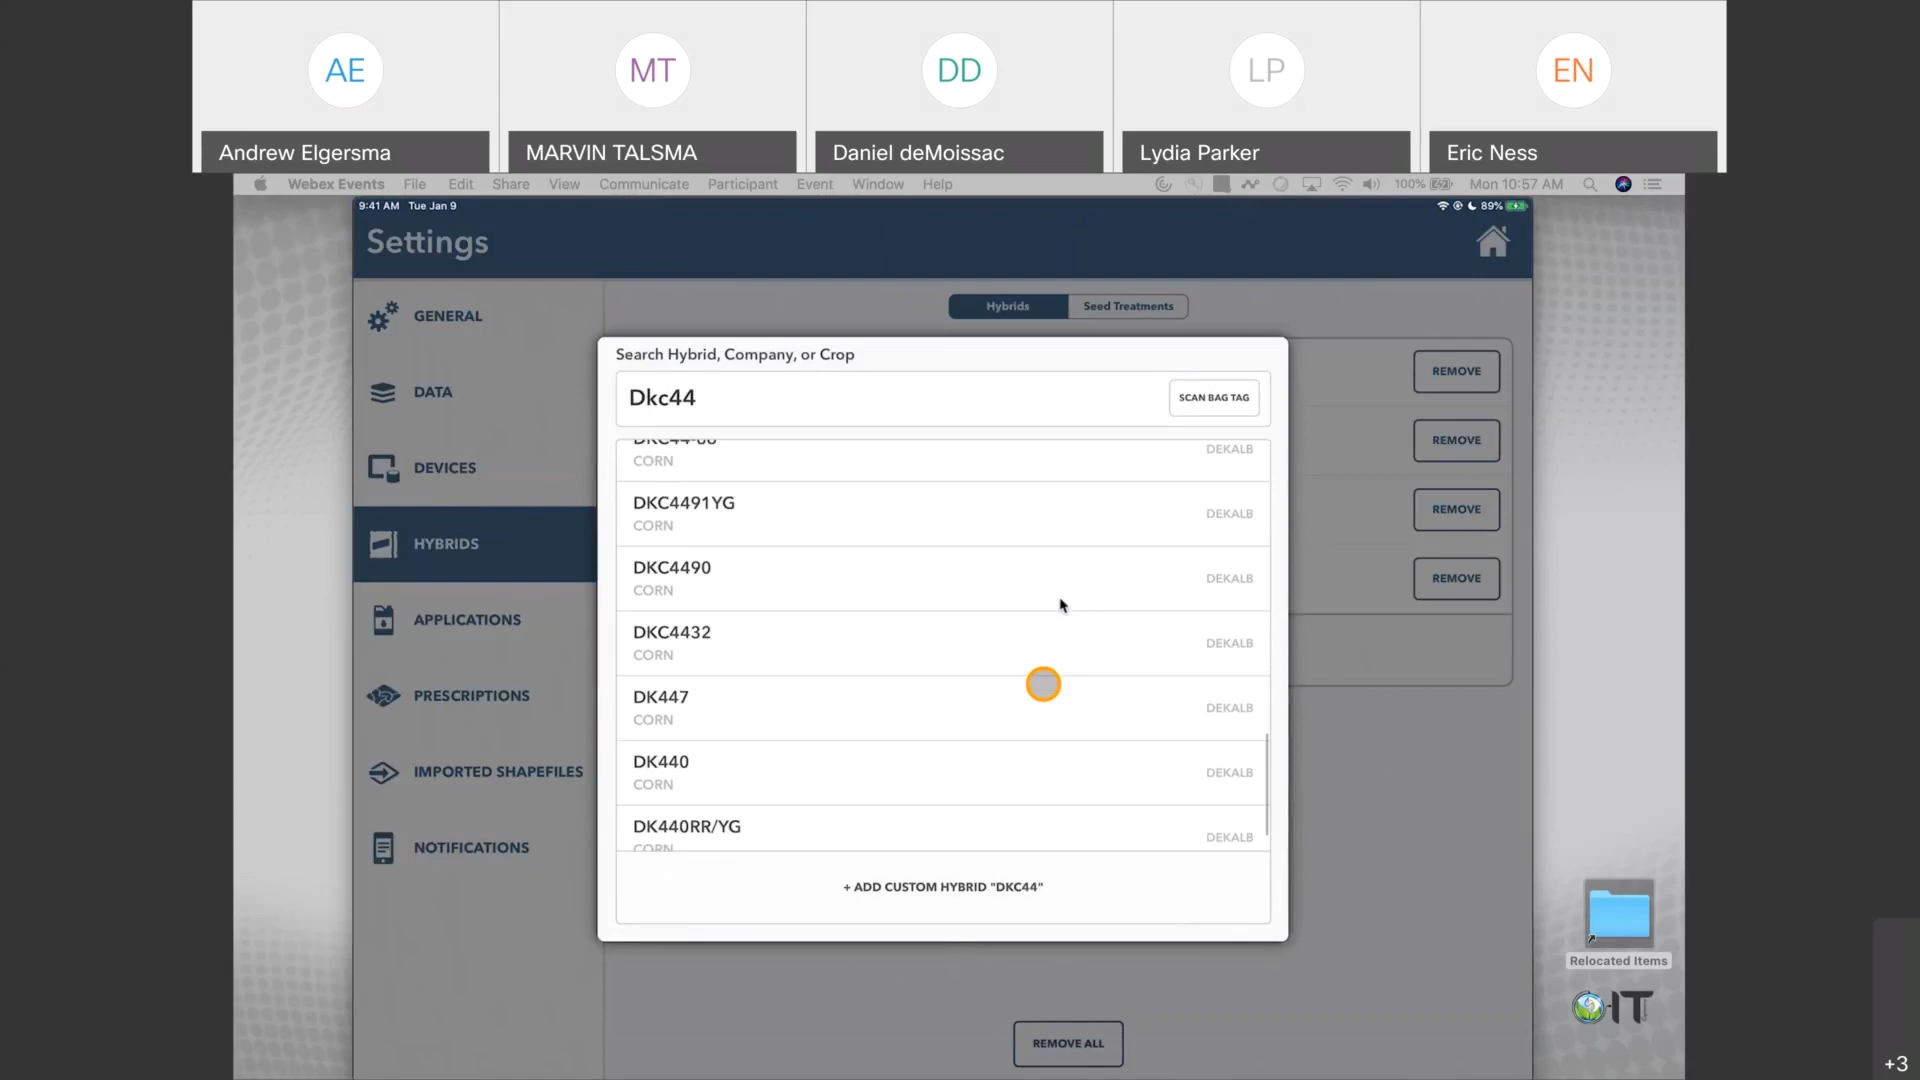 AE
MT
DD
LP
EN
Andrew Elgersma
MARVIN TALSMA
Daniel deMoissac
Lydia Parker
Eric Ness
Webex Events File Edit Share View Communicate Participant Event Window Help
100% Mon 10:57 AM
9:41 AM Tue Jan 9
89%
Settings
GENERAL
DATA
DEVICES
HYBRIDS
APPLICATIONS
PRESCRIPTIONS
IMPORTED SHAPEFILES
NOTIFICATIONS
Hybrids
Seed Treatments
REMOVE
REMOVE
REMOVE
REMOVE
Search Hybrid, Company, or Crop
Dkc44
SCAN BAG TAG
CORN
DEKALB
DKC4491YG
CORN
DEKALB
DKC4490
CORN
DEKALB
DKC4432
CORN
DEKALB
DK447
CORN
DEKALB
DK440
CORN
DEKALB
DK440RR/YG
CORN
DEKALB
+ ADD CUSTOM HYBRID "DKC44"
REMOVE ALL
Relocated Items
IT
+3